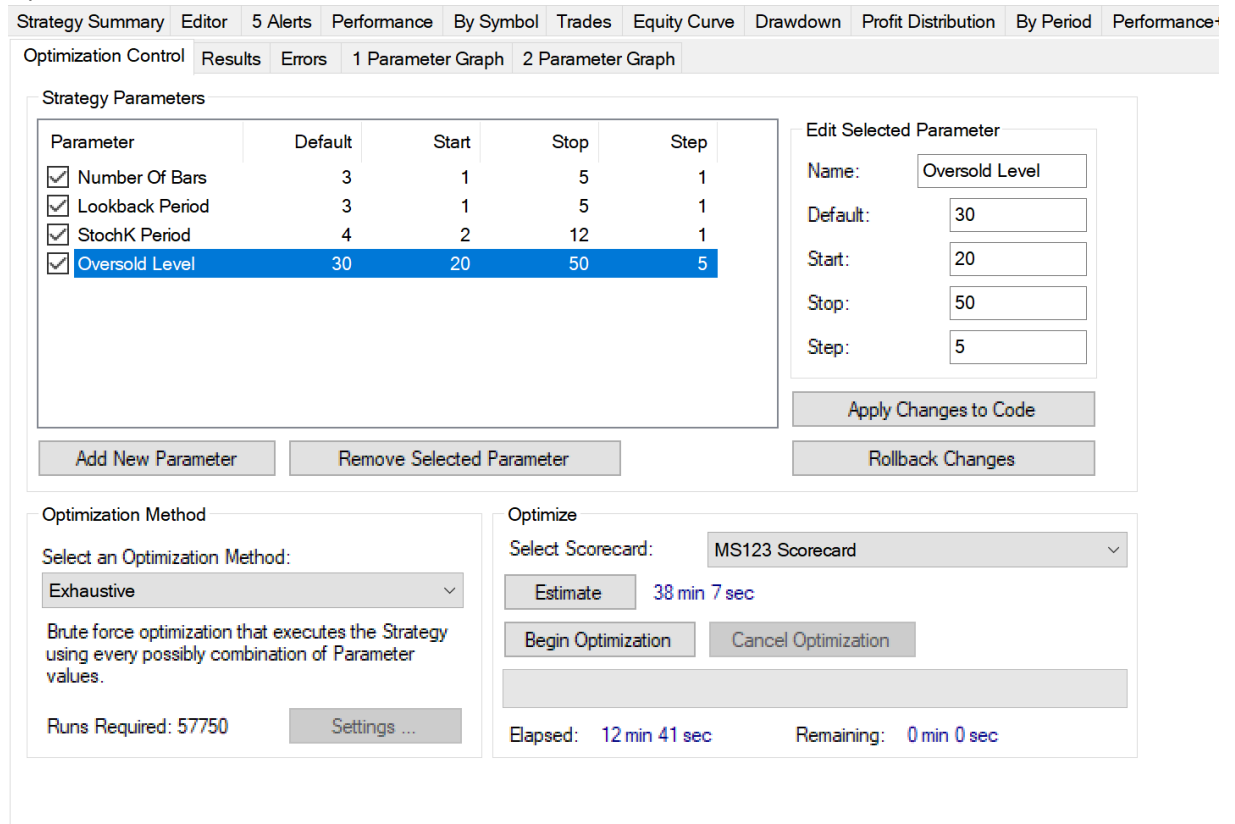 Strategy Summary Editor 5 Alerts Performance By Symbol Trades Equity Curve Drawdown Profit Distribution By Period Performance+
Optimization Control Results Errors 1 Parameter Graph 2 Parameter Graph
Strategy Parameters
Parameter Default Start Stop Step
Number Of Bars 3 1 5 1
Lookback Period 3 1 5 1
StochK Period 4 2 12 1
Oversold Level 30 20 50 5
Edit Selected Parameter
Name: Oversold Level
Default: 30
Start: 20
Stop: 50
Step: 5
Apply Changes to Code
Add New Parameter Remove Selected Parameter Rollback Changes
Optimization Method
Select an Optimization Method:
Exhaustive
Brute force optimization that executes the Strategy
using every possibly combination of Parameter
values.
Runs Required: 57750 Settings ...
Optimize
Select Scorecard: MS123 Scorecard
Estimate 38 min 7 sec
Begin Optimization Cancel Optimization
Elapsed: 12 min 41 sec Remaining: 0 min 0 sec